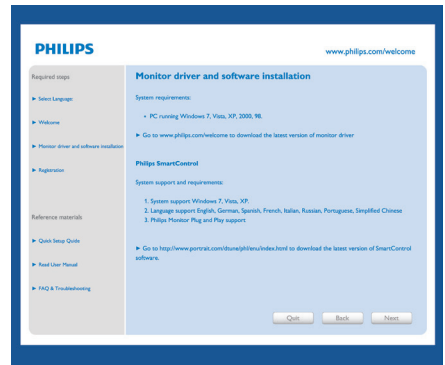 PHILIPS
www.philips.com/welcome
Required steps
► Select Language:
► Welcome
► Monitor driver and software installation
► Registration
Reference materials
► Quick Setup Guide
► Read User Manual
► FAQ & Troubleshooting
Monitor driver and software installation
System requirements:
• PC running Windows 7, Vista, XP, 2000, 98.
► Go to www.philips.com/welcome to download the latest version of monitor driver
Philips SmartControl
System support and requirements:
1. System support Windows 7, Vista, XP.
2. Language support English, German, Spanish, French, Italian, Russian, Portuguese, Simplified Chinese
3. Philips Monitor Plug and Play support
► Go to http://www.portrait.com/dtune/phl/enu/index.html to download the latest version of SmartControl
software.
Quit
Back
Next